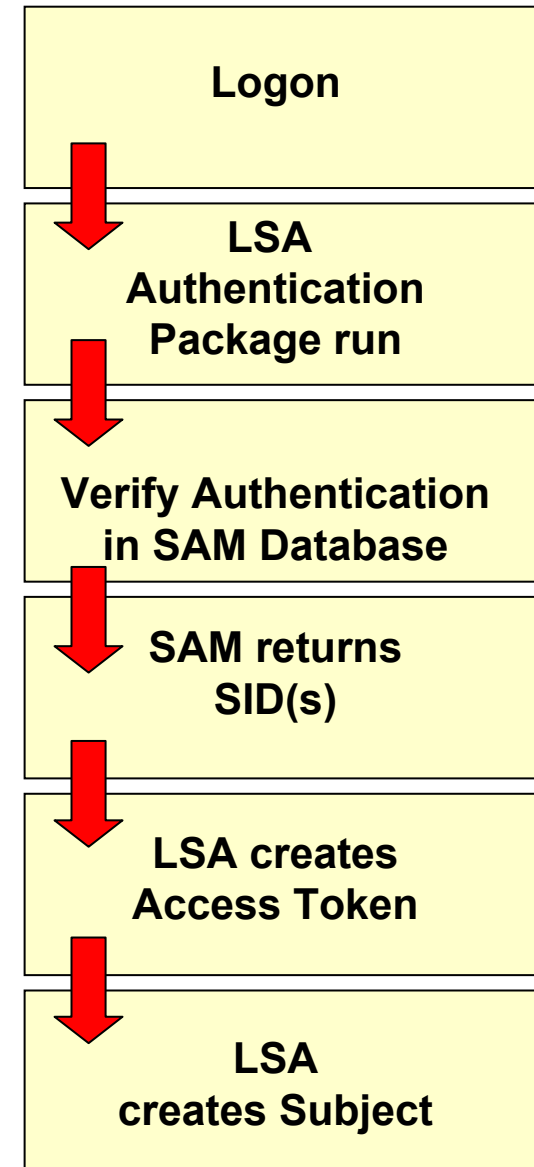 Logon
LSA
Authentication
Package run
Verify Authentication
in SAM Database
SAM returns
SID(s)
LSA creates
Access Token
LSA
creates Subject